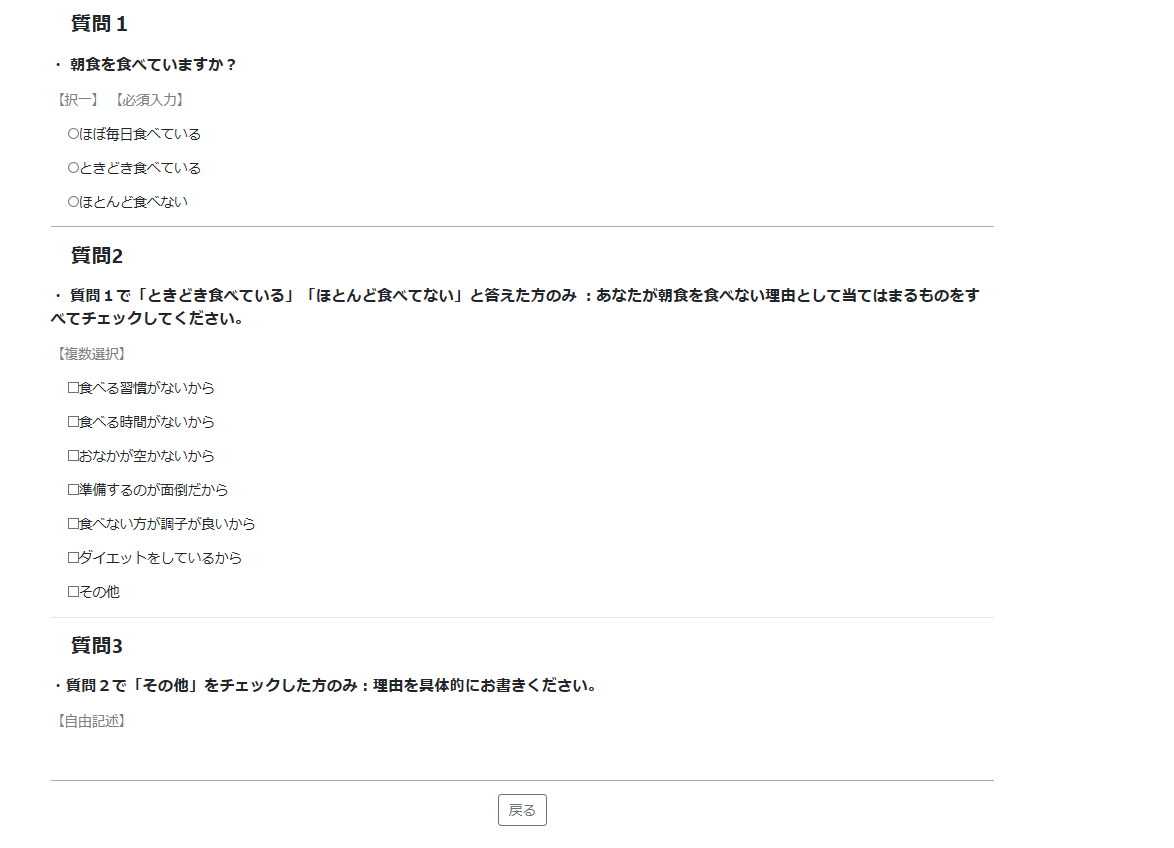 質問１
・ 朝食を食べていますか？
【択一】 【必須入力】
○ほぼ毎日食べている
○ときどき食べている
○ほとんど食べない
質問2
・ 質問１で「ときどき食べている」「ほとんど食べてない」と答えた方のみ ：あなたが朝食を食べない理由として当てはまるものをす
べてチェックしてください。
【複数選択】
□食べる習慣がないから
□食べる時間がないから
□おなかが空かないから
□準備するのが面倒だから
□食べない方が調子が良いから
□ダイエットをしているから
□その他
質問3
・質問２で「その他」をチェックした方のみ：理由を具体的にお書きください。
【自由記述】
戻る